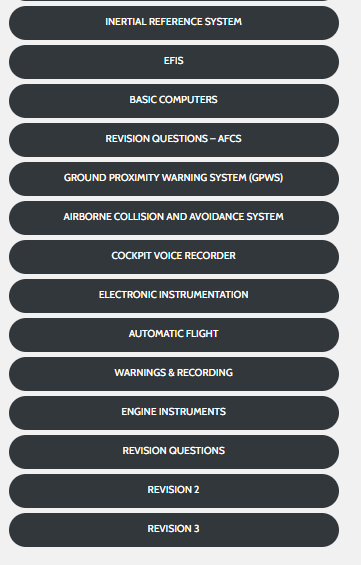 INERTIAL REFERENCE SYSTEM
EFIS
BASIC COMPUTERS
REVISION QUESTIONS – AFCS
GROUND PROXIMITY WARNING SYSTEM (GPWS)
AIRBORNE COLLISION AND AVOIDANCE SYSTEM
COCKPIT VOICE RECORDER
ELECTRONIC INSTRUMENTATION
AUTOMATIC FLIGHT
WARNINGS & RECORDING
ENGINE INSTRUMENTS
REVISION QUESTIONS
REVISION 2
REVISION 3